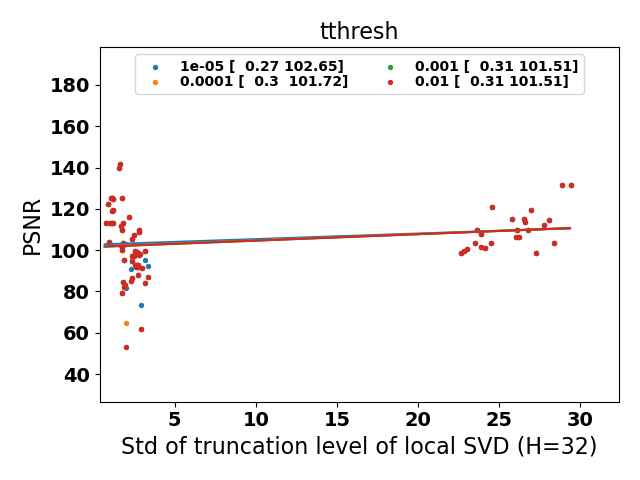 tthresh
1e-05 [  0.27 102.65]
0.0001 [  0.3  101.72]
0.001 [  0.31 101.51]
0.01 [  0.31 101.51]
PSNR
180
160
140
120
100
80
60
40
5 10 15 20 25 30
Std of truncation level of local SVD (H=32)